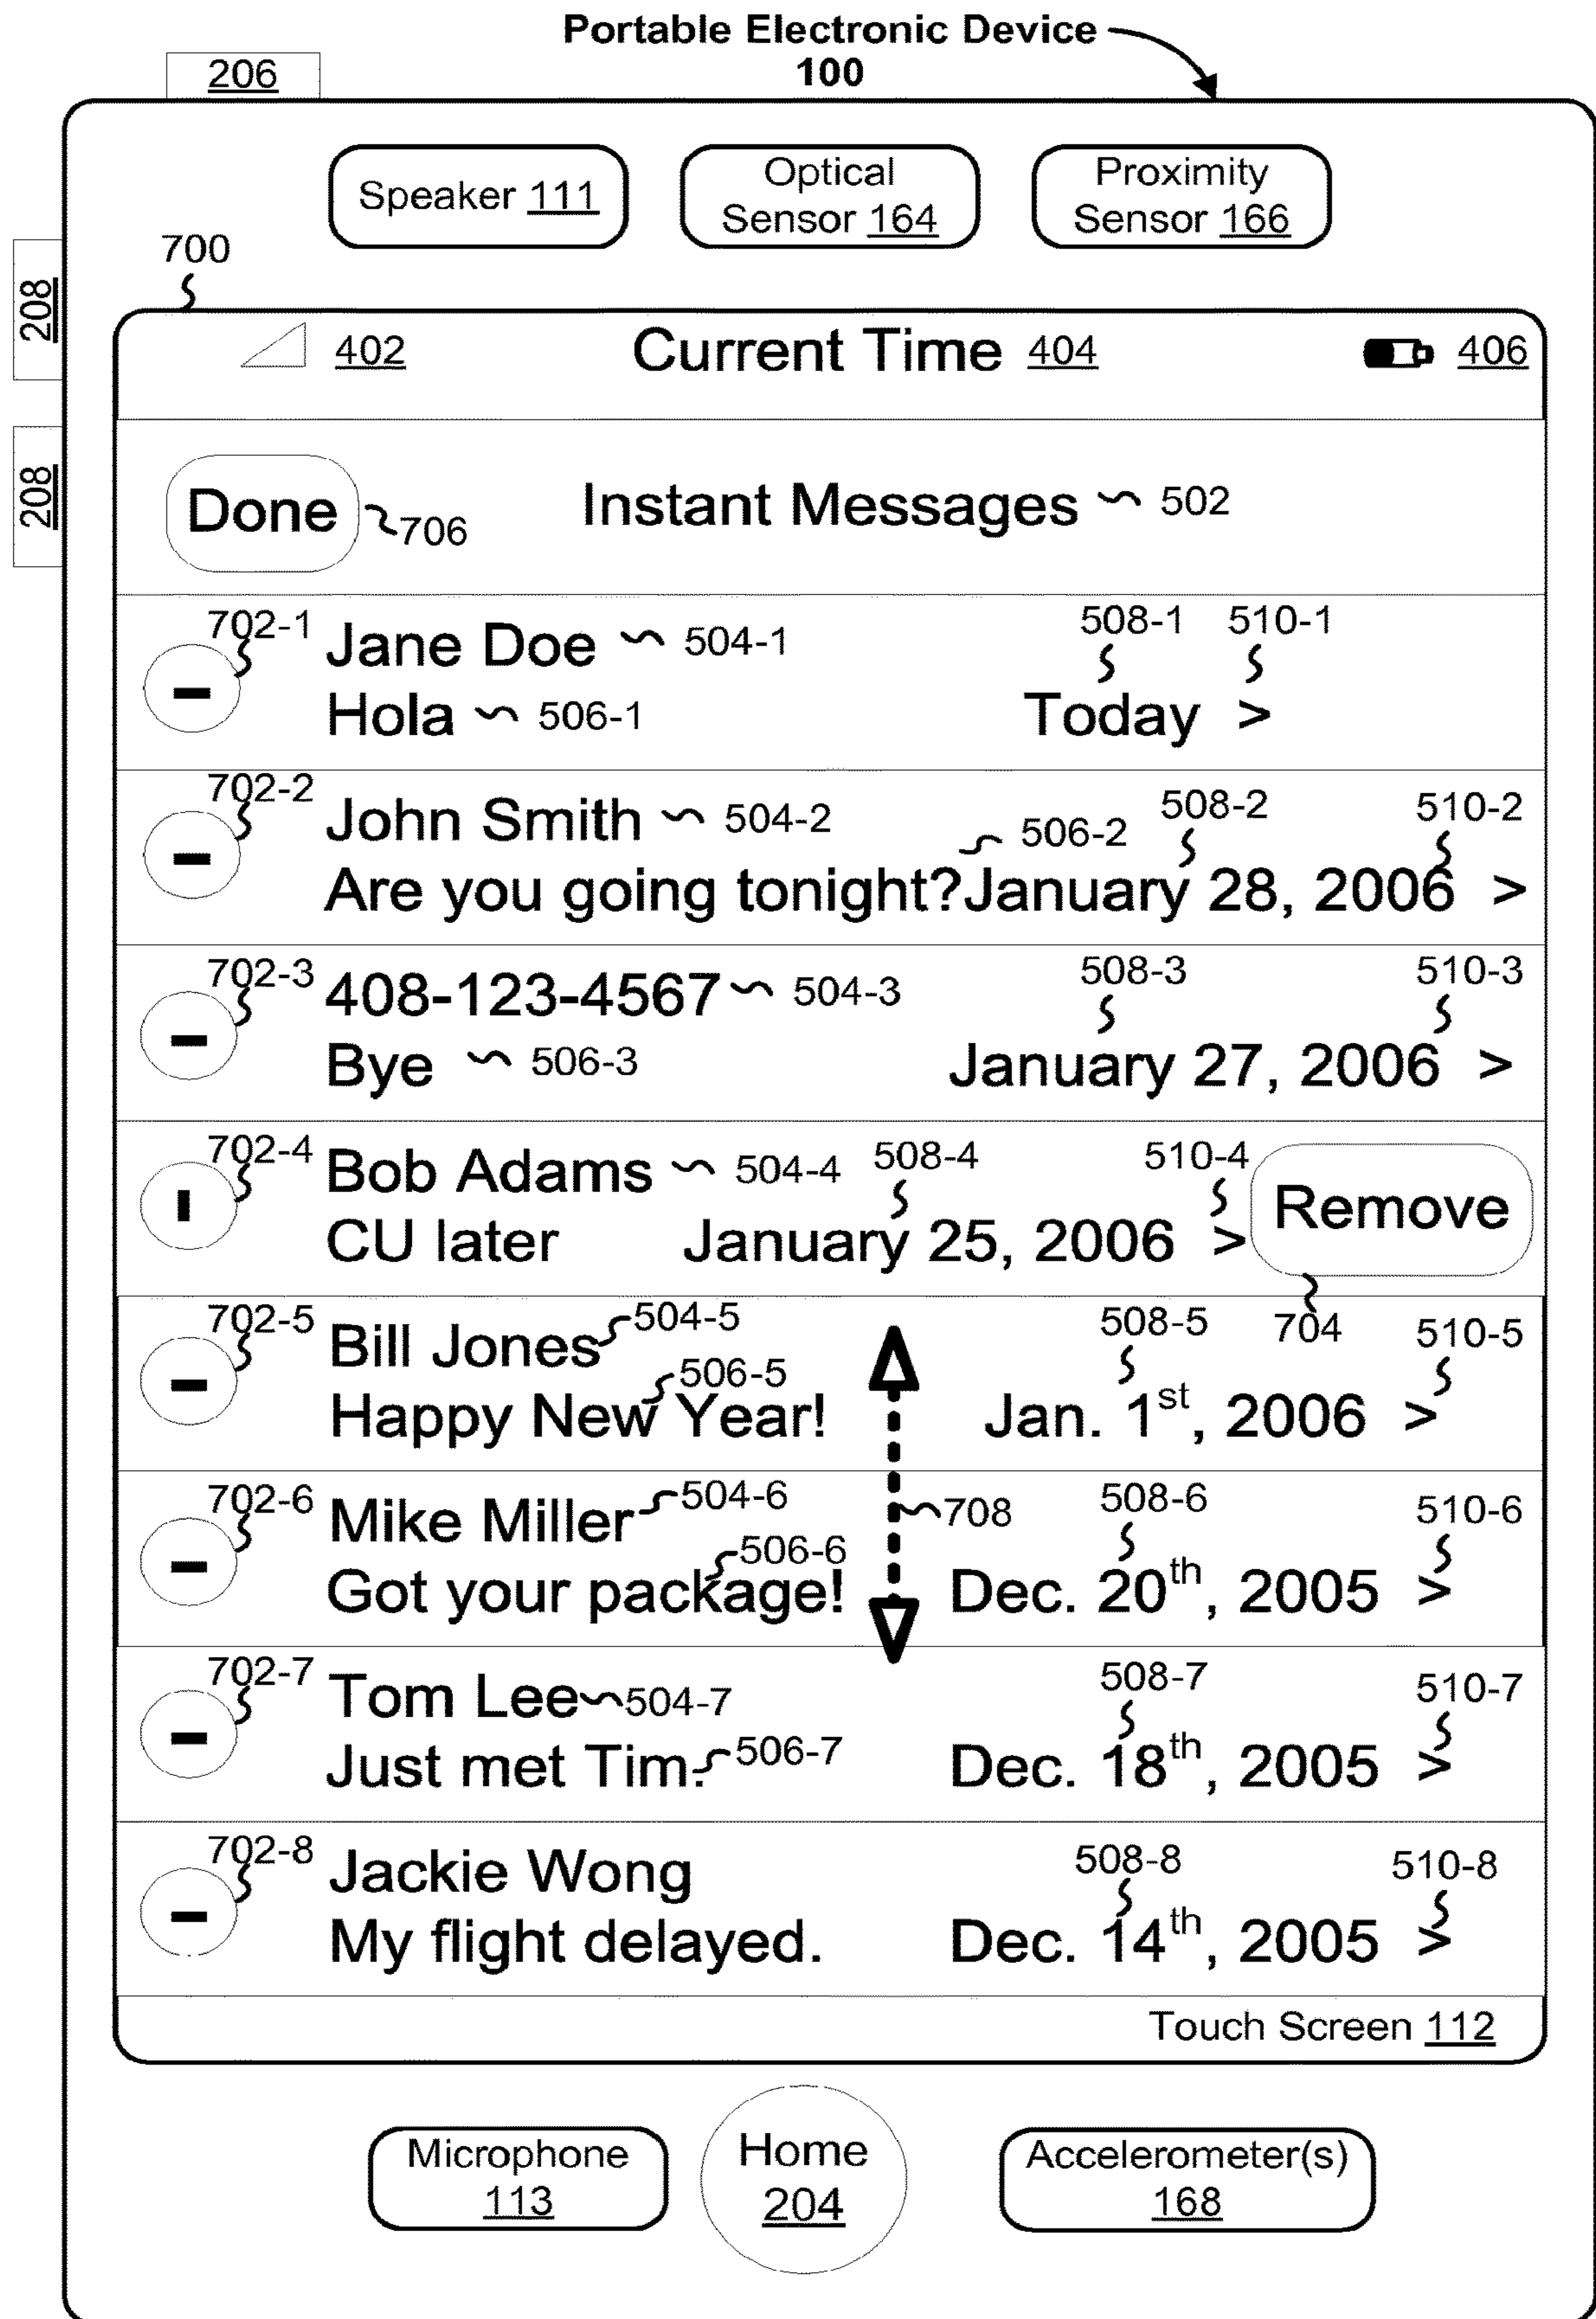 Portable Electronic Device
100
206
Speaker 111
Optical
Sensor 164
Proximity
Sensor 166
208
208
700
402
Current Time 404
406
Done
706
Instant Messages
502
702-1
Jane Doe
504-1
508-1
510-1
Hola
506-1
Today >
702-2
John Smith
504-2
506-2
508-2
510-2
Are you going tonight? January 28, 2006 >
702-3
408-123-4567
504-3
508-3
510-3
Bye
506-3
January 27, 2006 >
702-4
Bob Adams
504-4
508-4
510-4
Remove
CU later
January 25, 2006 >
704
702-5
Bill Jones
504-5
508-5
510-5
506-5
Happy New Year!
Jan. 1st, 2006 >
702-6
Mike Miller
504-6
708
508-6
510-6
506-6
Got your package!
Dec. 20th, 2005 >
702-7
Tom Lee
504-7
508-7
510-7
Just met Tim.
506-7
Dec. 18th, 2005 >
702-8
Jackie Wong
508-8
510-8
My flight delayed.
Dec. 14th, 2005 >
Touch Screen 112
Microphone
113
Home
204
Accelerometer(s)
168